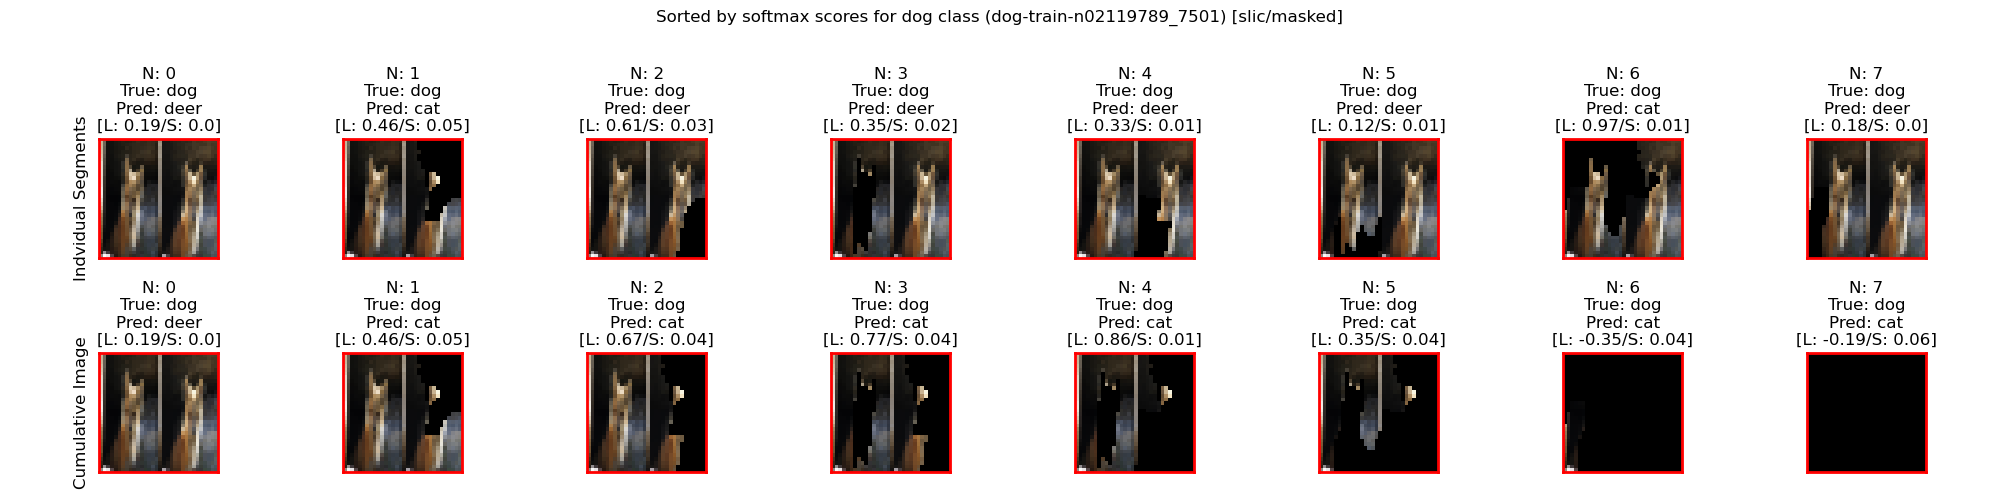 Sorted by softmax scores for dog class (dog-train-n02119789_7501) [slic/masked]
Indvidual Segments
N: 0
True: dog
Pred: deer
[L: 0.19/S: 0.0]
N: 1
True: dog
Pred: cat
[L: 0.46/S: 0.05]
N: 2
True: dog
Pred: deer
[L: 0.61/S: 0.03]
N: 3
True: dog
Pred: deer
[L: 0.35/S: 0.02]
N: 4
True: dog
Pred: deer
[L: 0.33/S: 0.01]
N: 5
True: dog
Pred: deer
[L: 0.12/S: 0.01]
N: 6
True: dog
Pred: cat
[L: 0.97/S: 0.01]
N: 7
True: dog
Pred: deer
[L: 0.18/S: 0.0]
Cumulative Image
N: 0
True: dog
Pred: deer
[L: 0.19/S: 0.0]
N: 1
True: dog
Pred: cat
[L: 0.46/S: 0.05]
N: 2
True: dog
Pred: cat
[L: 0.67/S: 0.04]
N: 3
True: dog
Pred: cat
[L: 0.77/S: 0.04]
N: 4
True: dog
Pred: cat
[L: 0.86/S: 0.01]
N: 5
True: dog
Pred: cat
[L: 0.35/S: 0.04]
N: 6
True: dog
Pred: cat
[L: -0.35/S: 0.04]
N: 7
True: dog
Pred: cat
[L: -0.19/S: 0.06]